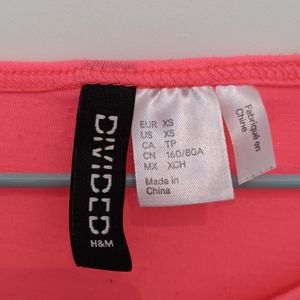 DIVIDED
H&M
EUR XS
US XS
CA TP
CN 160/80A
MX XCH
Made in
China
Fabriqué en
Chine